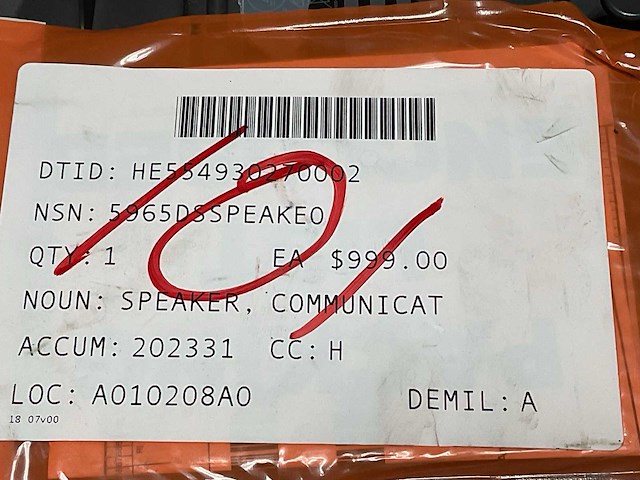 DTID: HE554930270002
NSN: 5965DSSPEAKEO
QTY: 1 EA $999.00
NOUN: SPEAKER, COMMUNICAT
ACCUM: 202331 CC: H
LOC: A010208A0 DEMIL: A
18 07v00
101